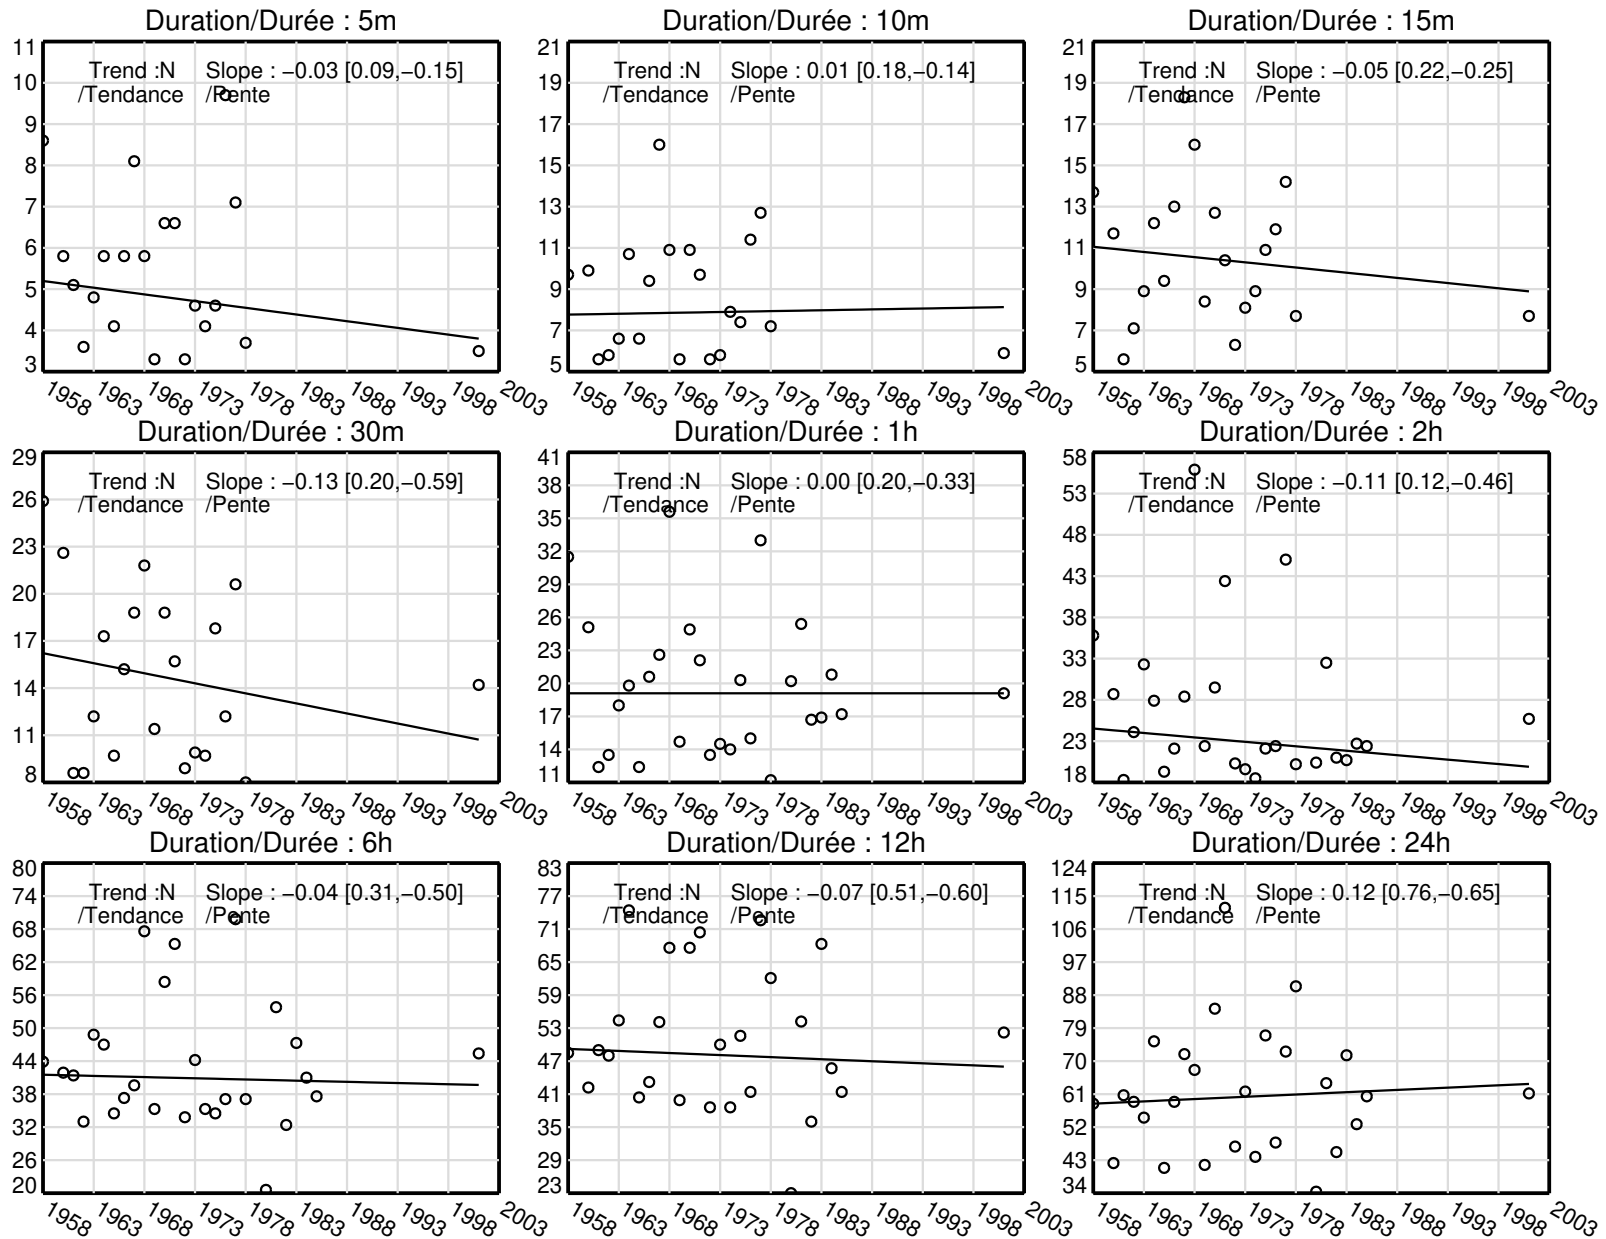 Duration/Durée : 5m
Duration/Durée : 10m
Duration/Durée : 15m
11
10
9
8
7
6
5
4
3
Trend :N Slope : −0.03 [0.09,−0.15]
/Tendance /Pente
1958 1963 1968 1973 1978 1983 1988 1993 1998 2003
21
19
17
15
13
11
9
7
5
Trend :N Slope : 0.01 [0.18,−0.14]
/Tendance /Pente
1958 1963 1968 1973 1978 1983 1988 1993 1998 2003
21
19
17
15
13
11
9
7
5
Trend :N Slope : −0.05 [0.22,−0.25]
/Tendance /Pente
1958 1963 1968 1973 1978 1983 1988 1993 1998 2003
Duration/Durée : 30m
Duration/Durée : 1h
Duration/Durée : 2h
29
26
23
20
17
14
11
8
Trend :N Slope : −0.13 [0.20,−0.59]
/Tendance /Pente
1958 1963 1968 1973 1978 1983 1988 1993 1998 2003
41
38
35
32
29
26
23
20
17
14
11
Trend :N Slope : 0.00 [0.20,−0.33]
/Tendance /Pente
1958 1963 1968 1973 1978 1983 1988 1993 1998 2003
58
53
48
43
38
33
28
23
18
Trend :N Slope : −0.11 [0.12,−0.46]
/Tendance /Pente
1958 1963 1968 1973 1978 1983 1988 1993 1998 2003
Duration/Durée : 6h
Duration/Durée : 12h
Duration/Durée : 24h
80
74
68
62
56
50
44
38
32
26
20
Trend :N Slope : −0.04 [0.31,−0.50]
/Tendance /Pente
1958 1963 1968 1973 1978 1983 1988 1993 1998 2003
83
77
71
65
59
53
47
41
35
29
23
Trend :N Slope : −0.07 [0.51,−0.60]
/Tendance /Pente
1958 1963 1968 1973 1978 1983 1988 1993 1998 2003
124
115
106
97
88
79
70
61
52
43
34
Trend :N Slope : 0.12 [0.76,−0.65]
/Tendance /Pente
1958 1963 1968 1973 1978 1983 1988 1993 1998 2003